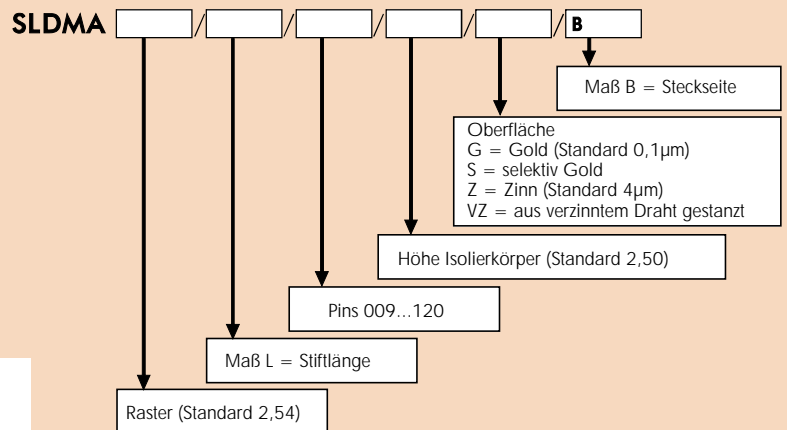 SLDMA / / / / / B
Maß B = Steckseite
Oberfläche
G = Gold (Standard 0,1µm)
S = selektiv Gold
Z = Zinn (Standard 4µm)
VZ = aus verzinntem Draht gestanzt
Höhe Isolierkörper (Standard 2,50)
Pins 009...120
Maß L = Stiftlänge
Raster (Standard 2,54)